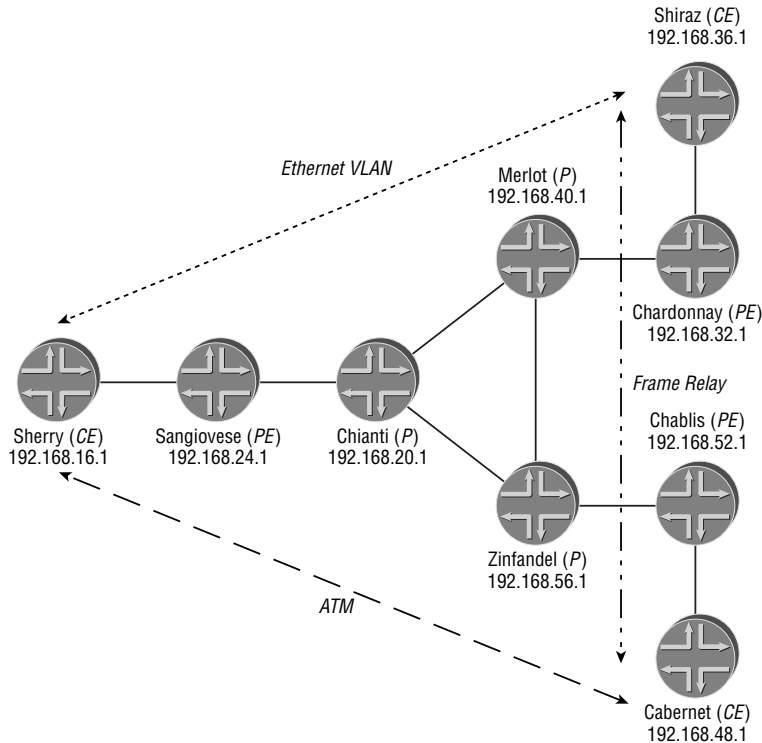 Shiraz (CE)
192.168.36.1
Ethernet VLAN
Merlot (P)
192.168.40.1
Chardonnay (PE)
192.168.32.1
Frame Relay
Sherry (CE)
192.168.16.1
Sangiovese (PE)
192.168.24.1
Chianti (P)
192.168.20.1
Chablis (PE)
192.168.52.1
Zinfandel (P)
192.168.56.1
ATM
Cabernet (CE)
192.168.48.1